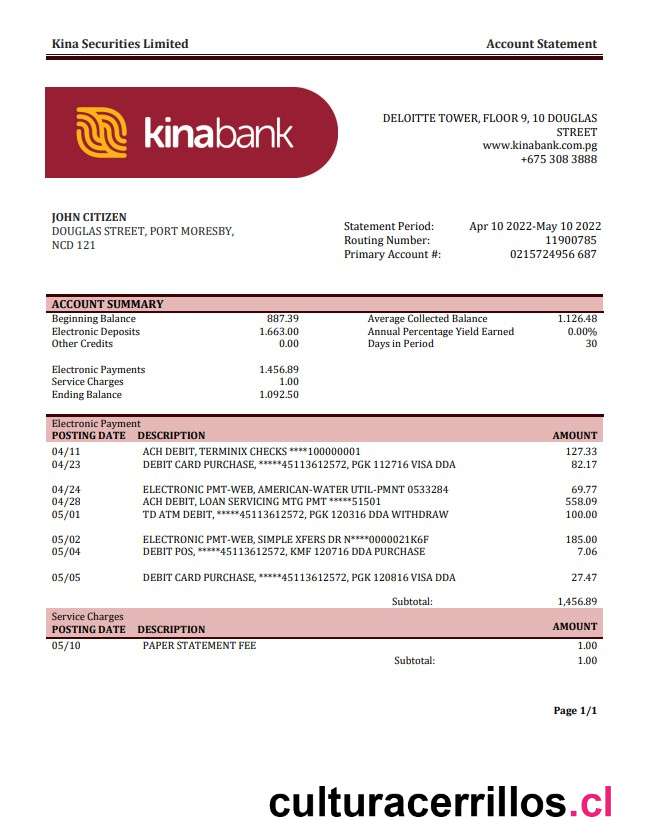 Kina Securities Limited Account Statement
kinabank
DELOITTE TOWER, FLOOR 9, 10 DOUGLAS
STREET
www.kinabank.com.pg
+675 308 3888
JOHN CITIZEN
DOUGLAS STREET, PORT MORESBY,
NCD 121
Statement Period: Apr 10 2022-May 10 2022
Routing Number: 11900785
Primary Account #: 0215724956 687
ACCOUNT SUMMARY
Beginning Balance 887.39 Average Collected Balance 1.126.48
Electronic Deposits 1.663.00 Annual Percentage Yield Earned 0.00%
Other Credits 0.00 Days in Period 30
Electronic Payments 1.456.89
Service Charges 1.00
Ending Balance 1.092.50
Electronic Payment
POSTING DATE DESCRIPTION AMOUNT
04/11 ACH DEBIT, TERMINIX CHECKS ****100000001 127.33
04/23 DEBIT CARD PURCHASE, *****45113612572, PGK 112716 VISA DDA 82.17
04/24 ELECTRONIC PMT-WEB, AMERICAN-WATER UTIL-PMNT 0533284 69.77
04/28 ACH DEBIT, LOAN SERVICING MTG PMT *****51501 558.09
05/01 TD ATM DEBIT, *****45113612572, PGK 120316 DDA WITHDRAW 100.00
05/02 ELECTRONIC PMT-WEB, SIMPLE XFERS DR N****0000021K6F 185.00
05/04 DEBIT POS, *****45113612572, KMF 120716 DDA PURCHASE 7.06
05/05 DEBIT CARD PURCHASE, *****45113612572, PGK 120816 VISA DDA 27.47
Subtotal: 1,456.89
Service Charges
POSTING DATE DESCRIPTION AMOUNT
05/10 PAPER STATEMENT FEE 1.00
Subtotal: 1.00
Page 1/1
culturacerrillos.cl